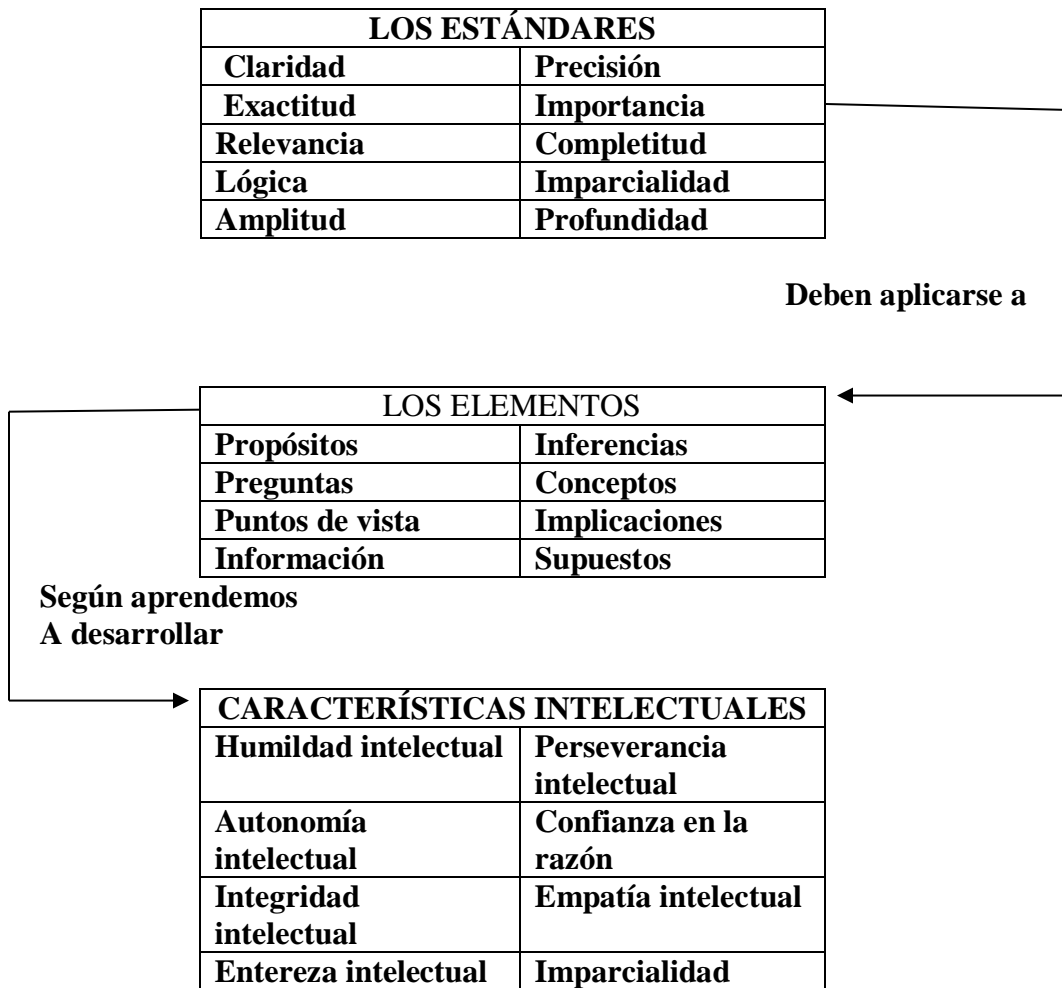 LOS ESTÁNDARES
Claridad Precisión
Exactitud Importancia
Relevancia Completitud
Lógica Imparcialidad
Amplitud Profundidad
Deben aplicarse a
LOS ELEMENTOS
Propósitos Inferencias
Preguntas Conceptos
Puntos de vista Implicaciones
Información Supuestos
Según aprendemos
A desarrollar
CARACTERÍSTICAS INTELECTUALES
Humildad intelectual Perseverancia
intelectual
Autonomía Confianza en la
intelectual razón
Integridad Empatía intelectual
intelectual
Entereza intelectual Imparcialidad